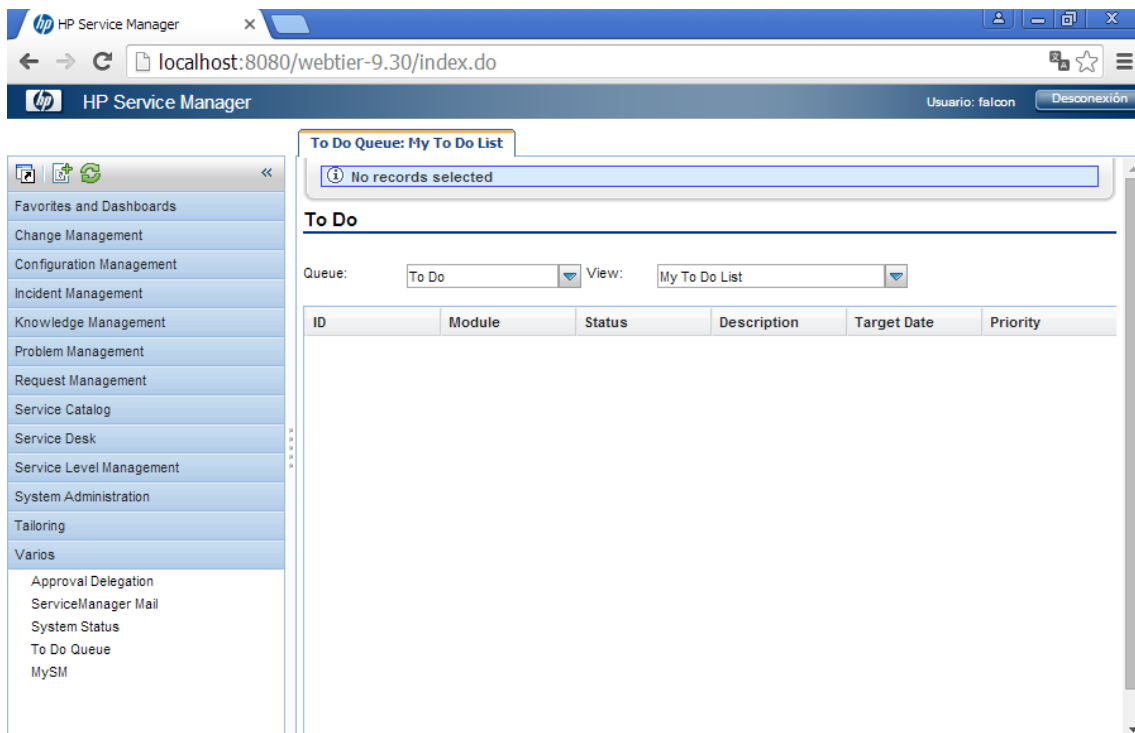 hp HP Service Manager
localhost:8080/webtier-9.30/index.do
hp HP Service Manager Usuario: falcon Desconexión
To Do Queue: My To Do List
No records selected
Favorites and Dashboards
Change Management
Configuration Management
Incident Management
Knowledge Management
Problem Management
Request Management
Service Catalog
Service Desk
Service Level Management
System Administration
Tailoring
Varios
Approval Delegation
ServiceManager Mail
System Status
To Do Queue
MySM
To Do
Queue: To Do View: My To Do List
ID Module Status Description Target Date Priority